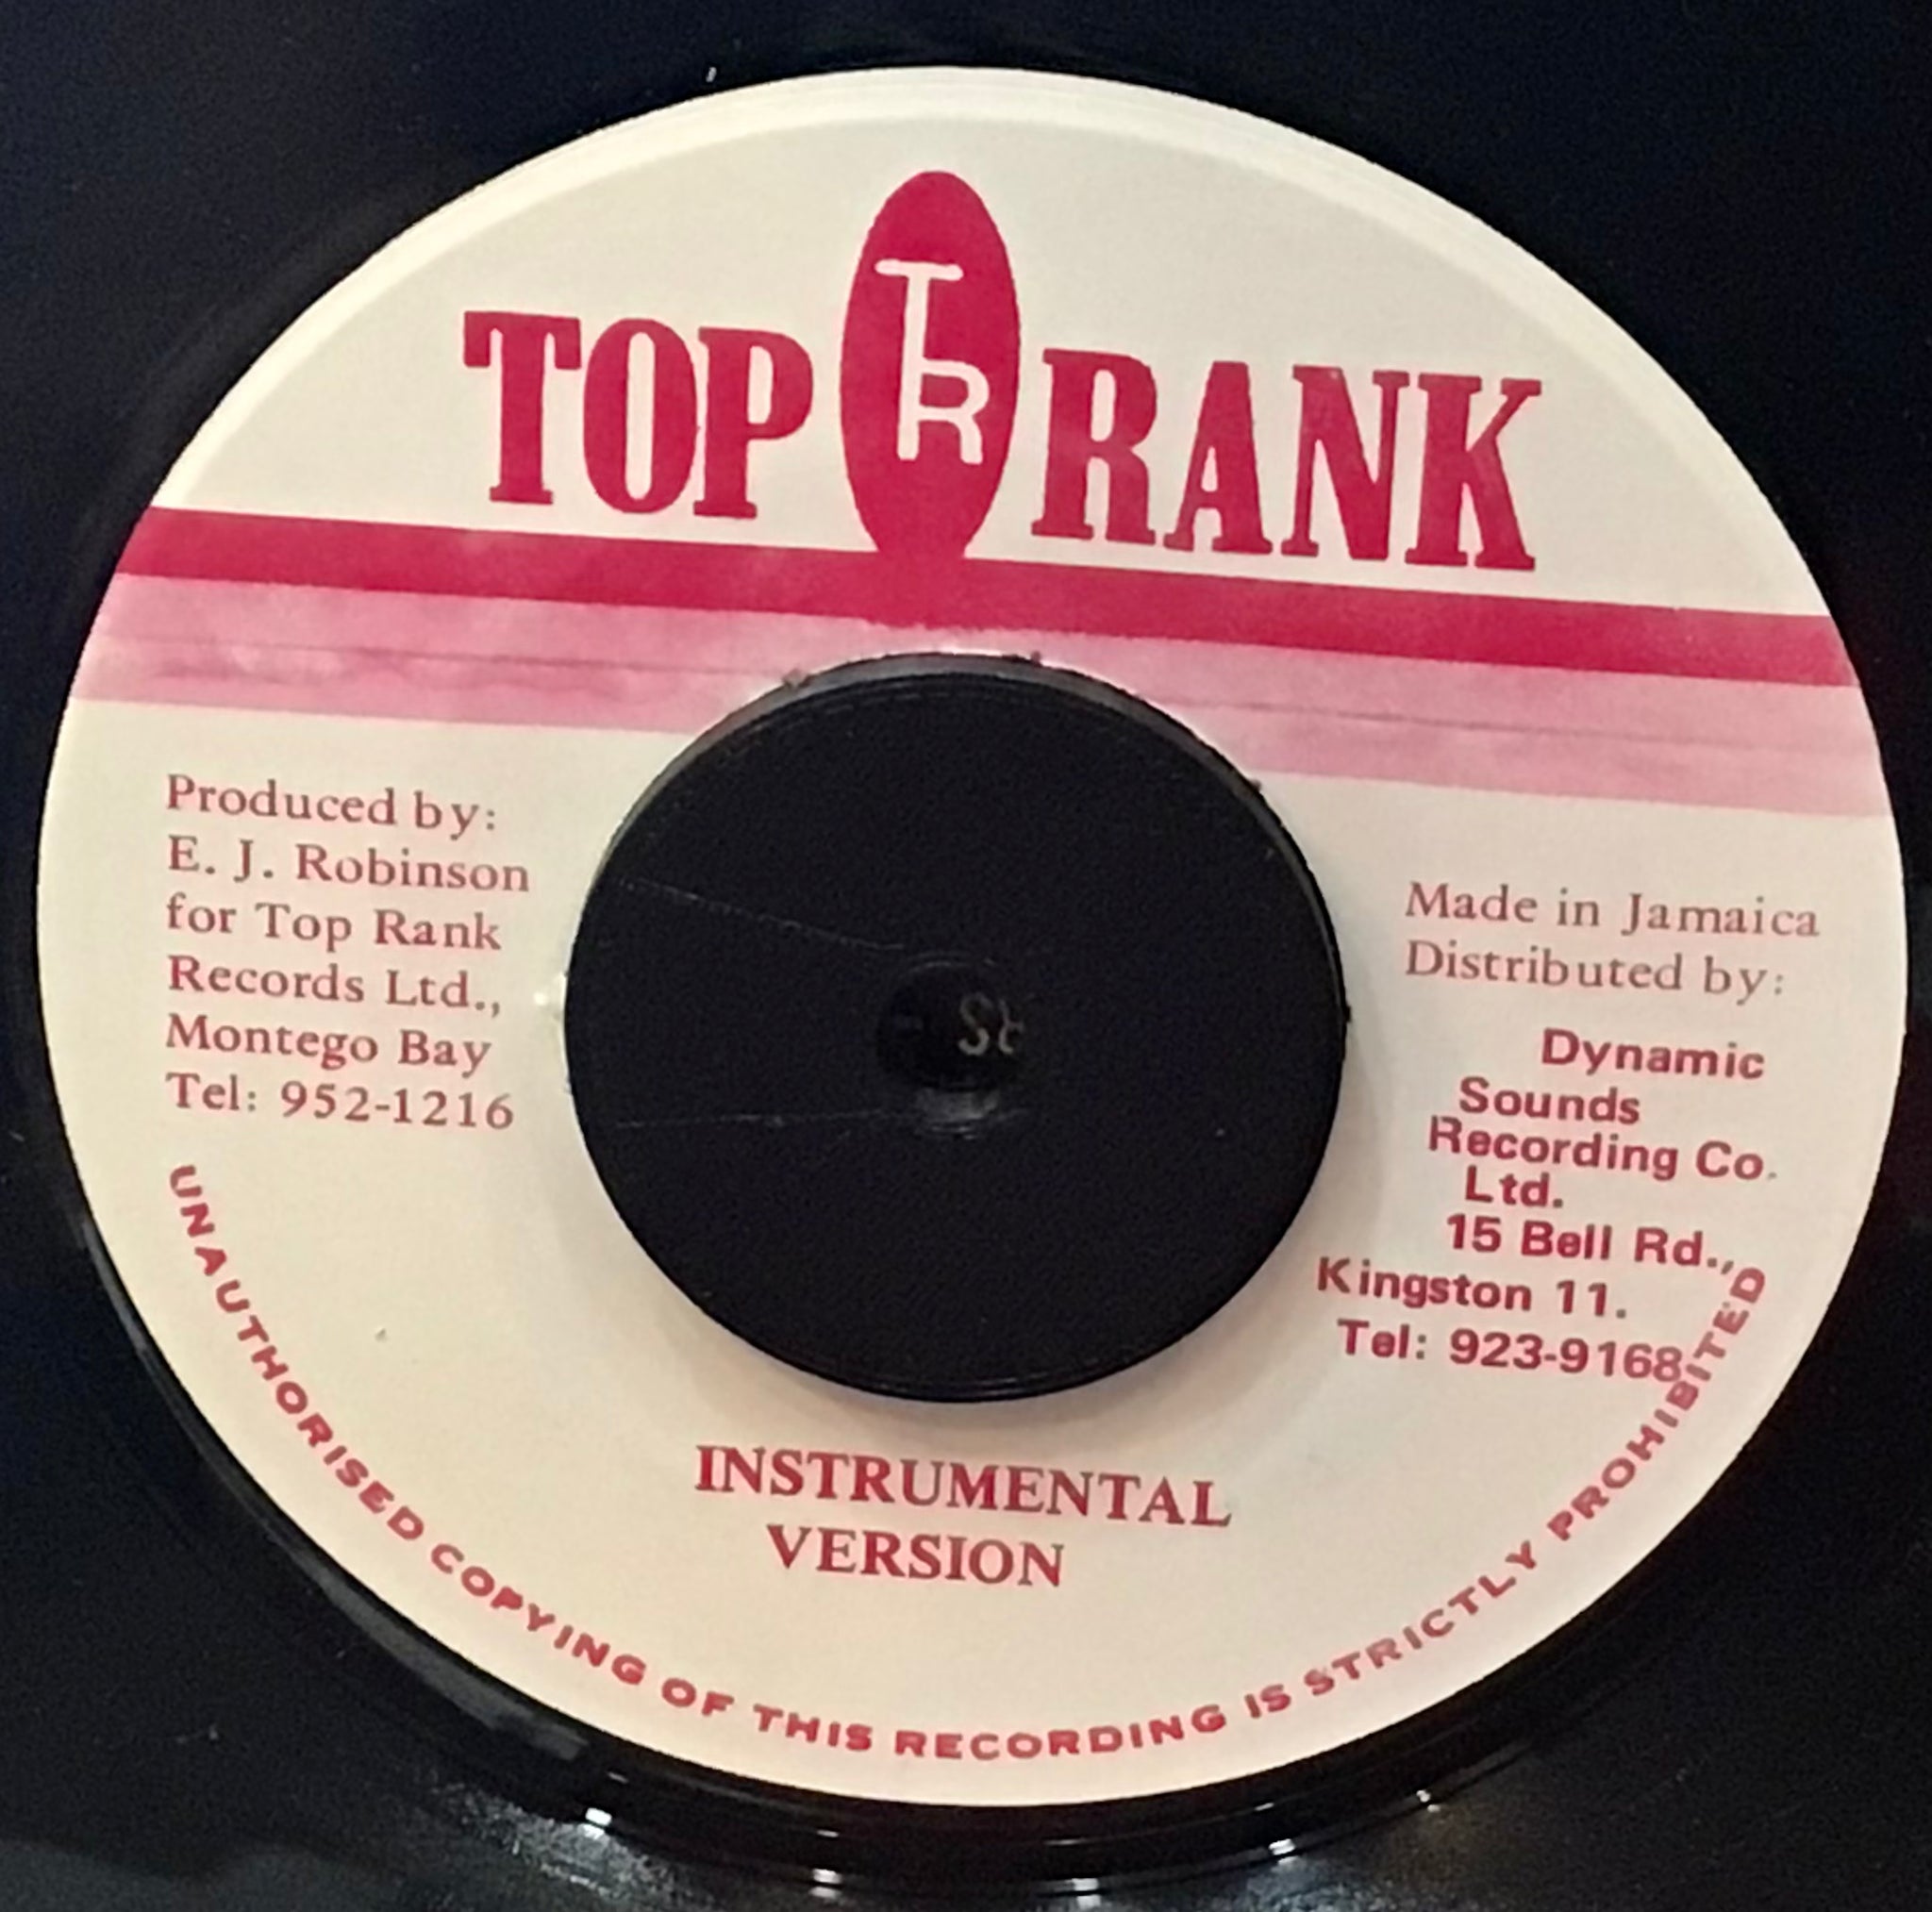 TOP TR RANK
Produced by:
E. J. Robinson
for Top Rank
Records Ltd.,
Montego Bay
Tel: 952-1216
Made in Jamaica
Distributed by:
Dynamic
Sounds
Recording Co.
Ltd.
15 Bell Rd.,
Kingston 11.
Tel: 923-9168
INSTRUMENTAL
VERSION
UNAUTHORISED COPYING OF THIS RECORDING IS STRICTLY PROHIBITED